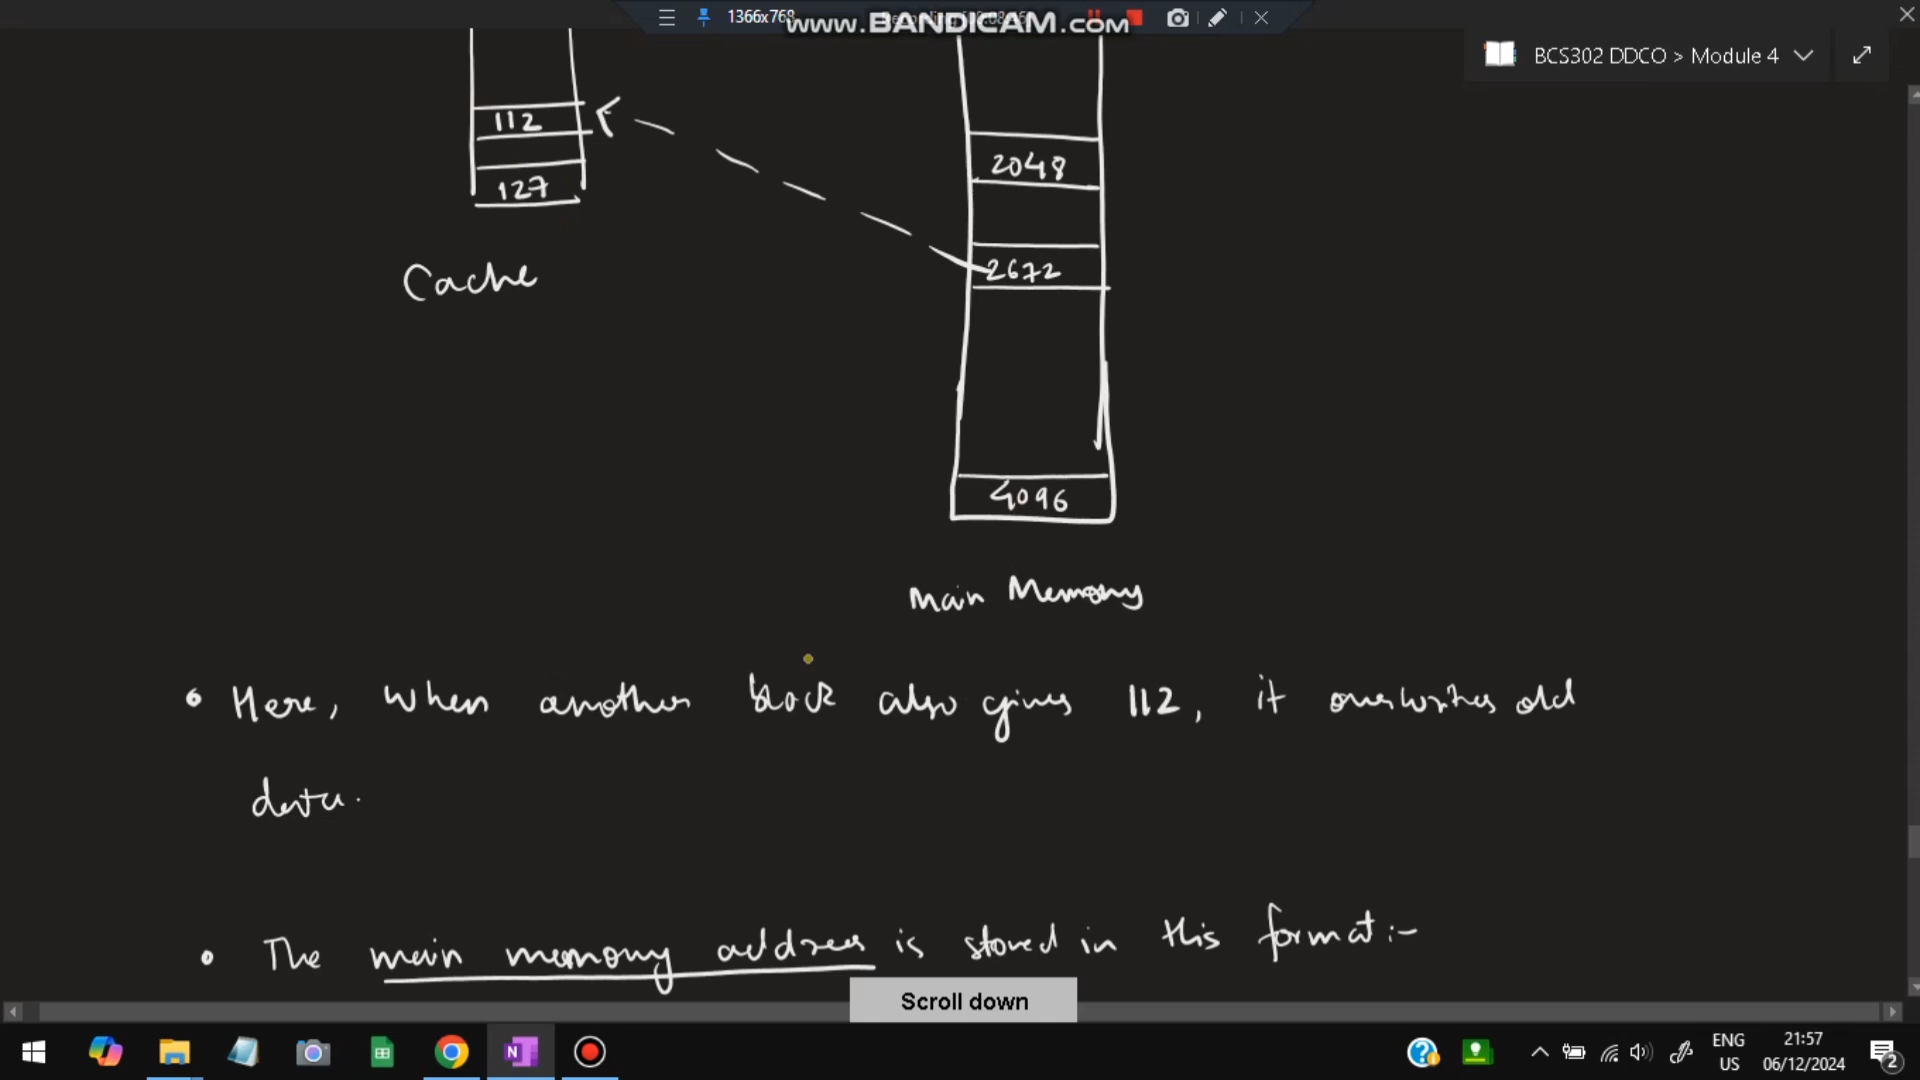 1366x768
www.BANDICAM.com
BCS302 DDCO > Module 4
112
2048
127
2672
Cache
4096
Main Memory
• Here, when another block also gives 112, it overwrites old
data.
• The main memory address is stored in this format:-
Scroll down
ENG
US
21:57
06/12/2024
2